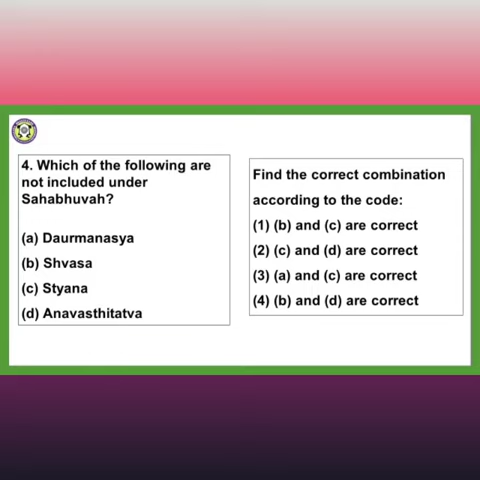 4. Which of the following are
not included under
Sahabhuvah?
(a) Daurmanasya
(b) Shvasa
(c) Styana
(d) Anavasthitatva
Find the correct combination
according to the code:
(1) (b) and (c) are correct
(2) (c) and (d) are correct
(3) (a) and (c) are correct
(4) (b) and (d) are correct